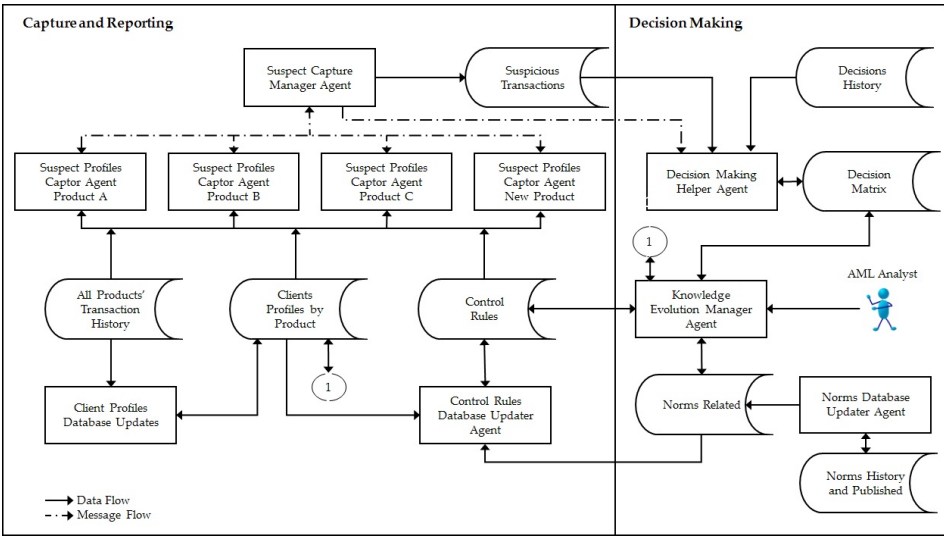 Capture and Reporting
Decision Making
Suspect Capture
Manager Agent
Suspicious
Transactions
Decisions
History
Suspect Profiles
Captor Agent
Product A
Suspect Profiles
Captor Agent
Product B
Suspect Profiles
Captor Agent
Product C
Suspect Profiles
Captor Agent
New Product
Decision Making
Helper Agent
Decision
Matrix
1
AML Analyst
All Products'
Transaction
History
Clients
Profiles by
Product
Control
Rules
Knowledge
Evolution Manager
Agent
1
Client Profiles
Database Updates
Control Rules
Database Updater
Agent
Norms Related
Norms Database
Updater Agent
Norms History
and Published
Data Flow
Message Flow